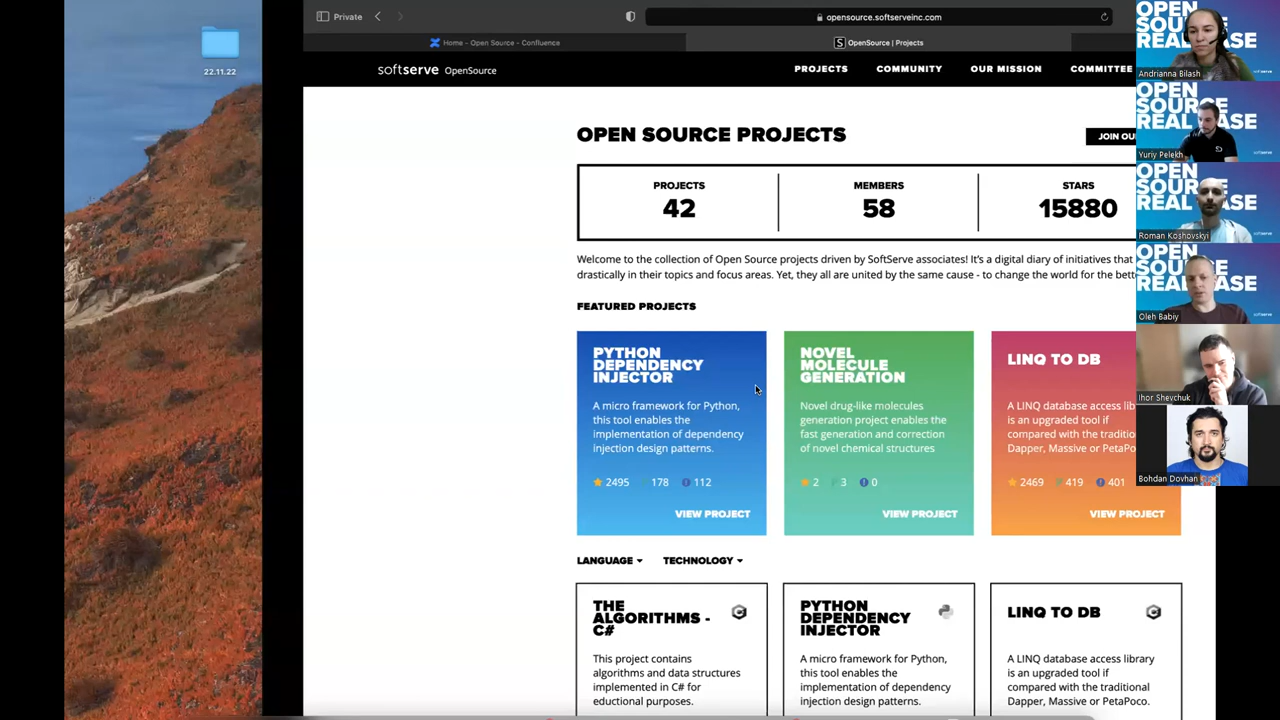 Private
opensource.softserveinc.com
Home - Open Source - Confluence
OpenSource | Projects
22.11.22
softserve OpenSource
PROJECTS
COMMUNITY
OUR MISSION
COMMITTEE
OPEN SOURCE PROJECTS
JOIN OU
PROJECTS
42
MEMBERS
58
STARS
15880
Welcome to the collection of Open Source projects driven by SoftServe associates! It's a digital diary of initiatives that
drastically in their topics and focus areas. Yet, they all are united by the same cause - to change the world for the bett
FEATURED PROJECTS
PYTHON
DEPENDENCY
INJECTOR
A micro framework for Python,
this tool enables the
implementation of dependency
injection design patterns.
2495 178 112
VIEW PROJECT
NOVEL
MOLECULE
GENERATION
Novel drug-like molecules
generation project enables the
fast generation and correction
of novel chemical structures
2 3 0
VIEW PROJECT
LINQ TO DB
A LINQ database access lib
is an upgraded tool if
compared with the traditio
Dapper, Massive or PetaPo
2469 419 401
VIEW PROJECT
LANGUAGE
TECHNOLOGY
THE
ALGORITHMS -
C#
This project contains
algorithms and data structures
implemented in C# for
eductional purposes.
PYTHON
DEPENDENCY
INJECTOR
A micro framework for Python,
this tool enables the
implementation of dependency
injection design patterns.
LINQ TO DB
A LINQ database access library
is an upgraded tool if
compared with the traditional
Dapper, Massive or PetaPoco.
Andrianna Bilash
Yuriy Pelekh
Roman Koshovskyi
Oleh Babiy
Ihor Shevchuk
Bohdan Dovhan